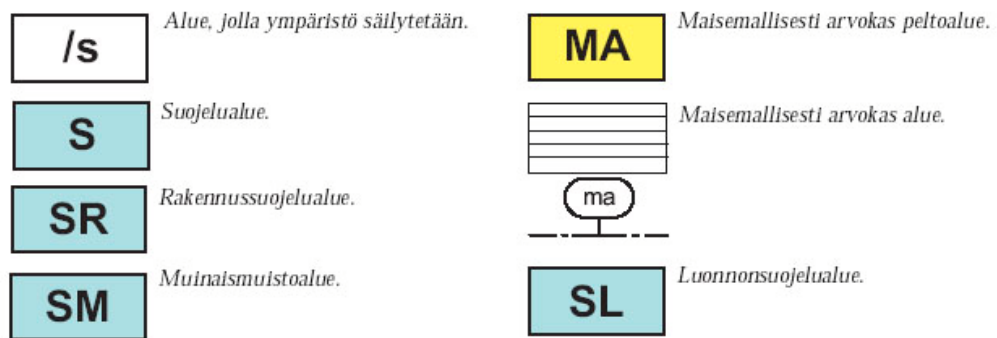 /s
Alue, jolla ympäristö säilytetään.
S
Suojelualue.
SR
Rakennussuojelualue.
SM
Muinaismuistoalue.
MA
Maisemallisesti arvokas peltoalue.
Maisemallisesti arvokas alue.
ma
SL
Luonnonsuojelualue.